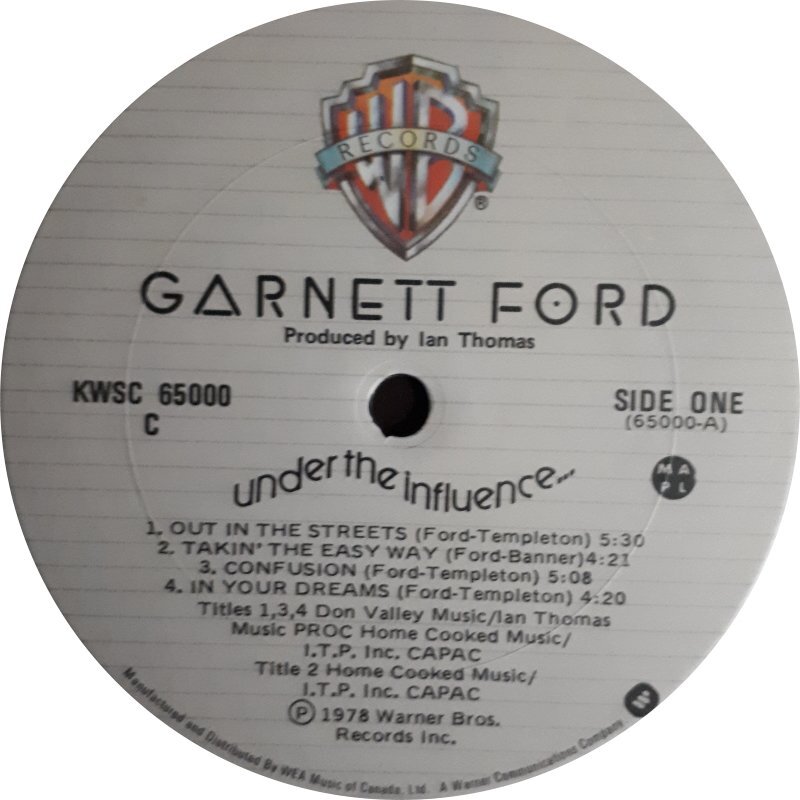 WB
RECORDS
®
GARNETT FORD
Produced by Ian Thomas
KWSC 65000
C
SIDE ONE
(65000-A)
MAPL
under the influence...
1. OUT IN THE STREETS (Ford-Templeton) 5:30
2. TAKIN' THE EASY WAY (Ford-Banner)4:21
3. CONFUSION (Ford-Templeton) 5:08
4. IN YOUR DREAMS (Ford-Templeton) 4:20
Titles 1,3,4 Don Valley Music/Ian Thomas
Music PROC Home Cooked Music/
I.T.P. Inc. CAPAC
Title 2 Home Cooked Music/
I.T.P. Inc. CAPAC
Ⓟ 1978 Warner Bros.
Records Inc.
Manufactured and Distributed By WEA Music of Canada, Ltd. A Warner Communications Company